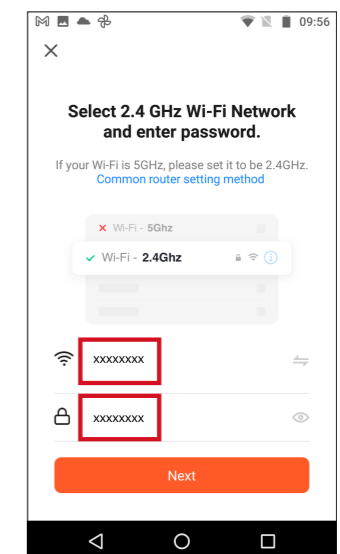 09:56
Select 2.4 GHz Wi-Fi Network
and enter password.
If your Wi-Fi is 5GHz, please set it to be 2.4GHz.
Common router setting method
Wi-Fi - 5Ghz
Wi-Fi - 2.4Ghz
xxxxxxxx
xxxxxxxx
Next